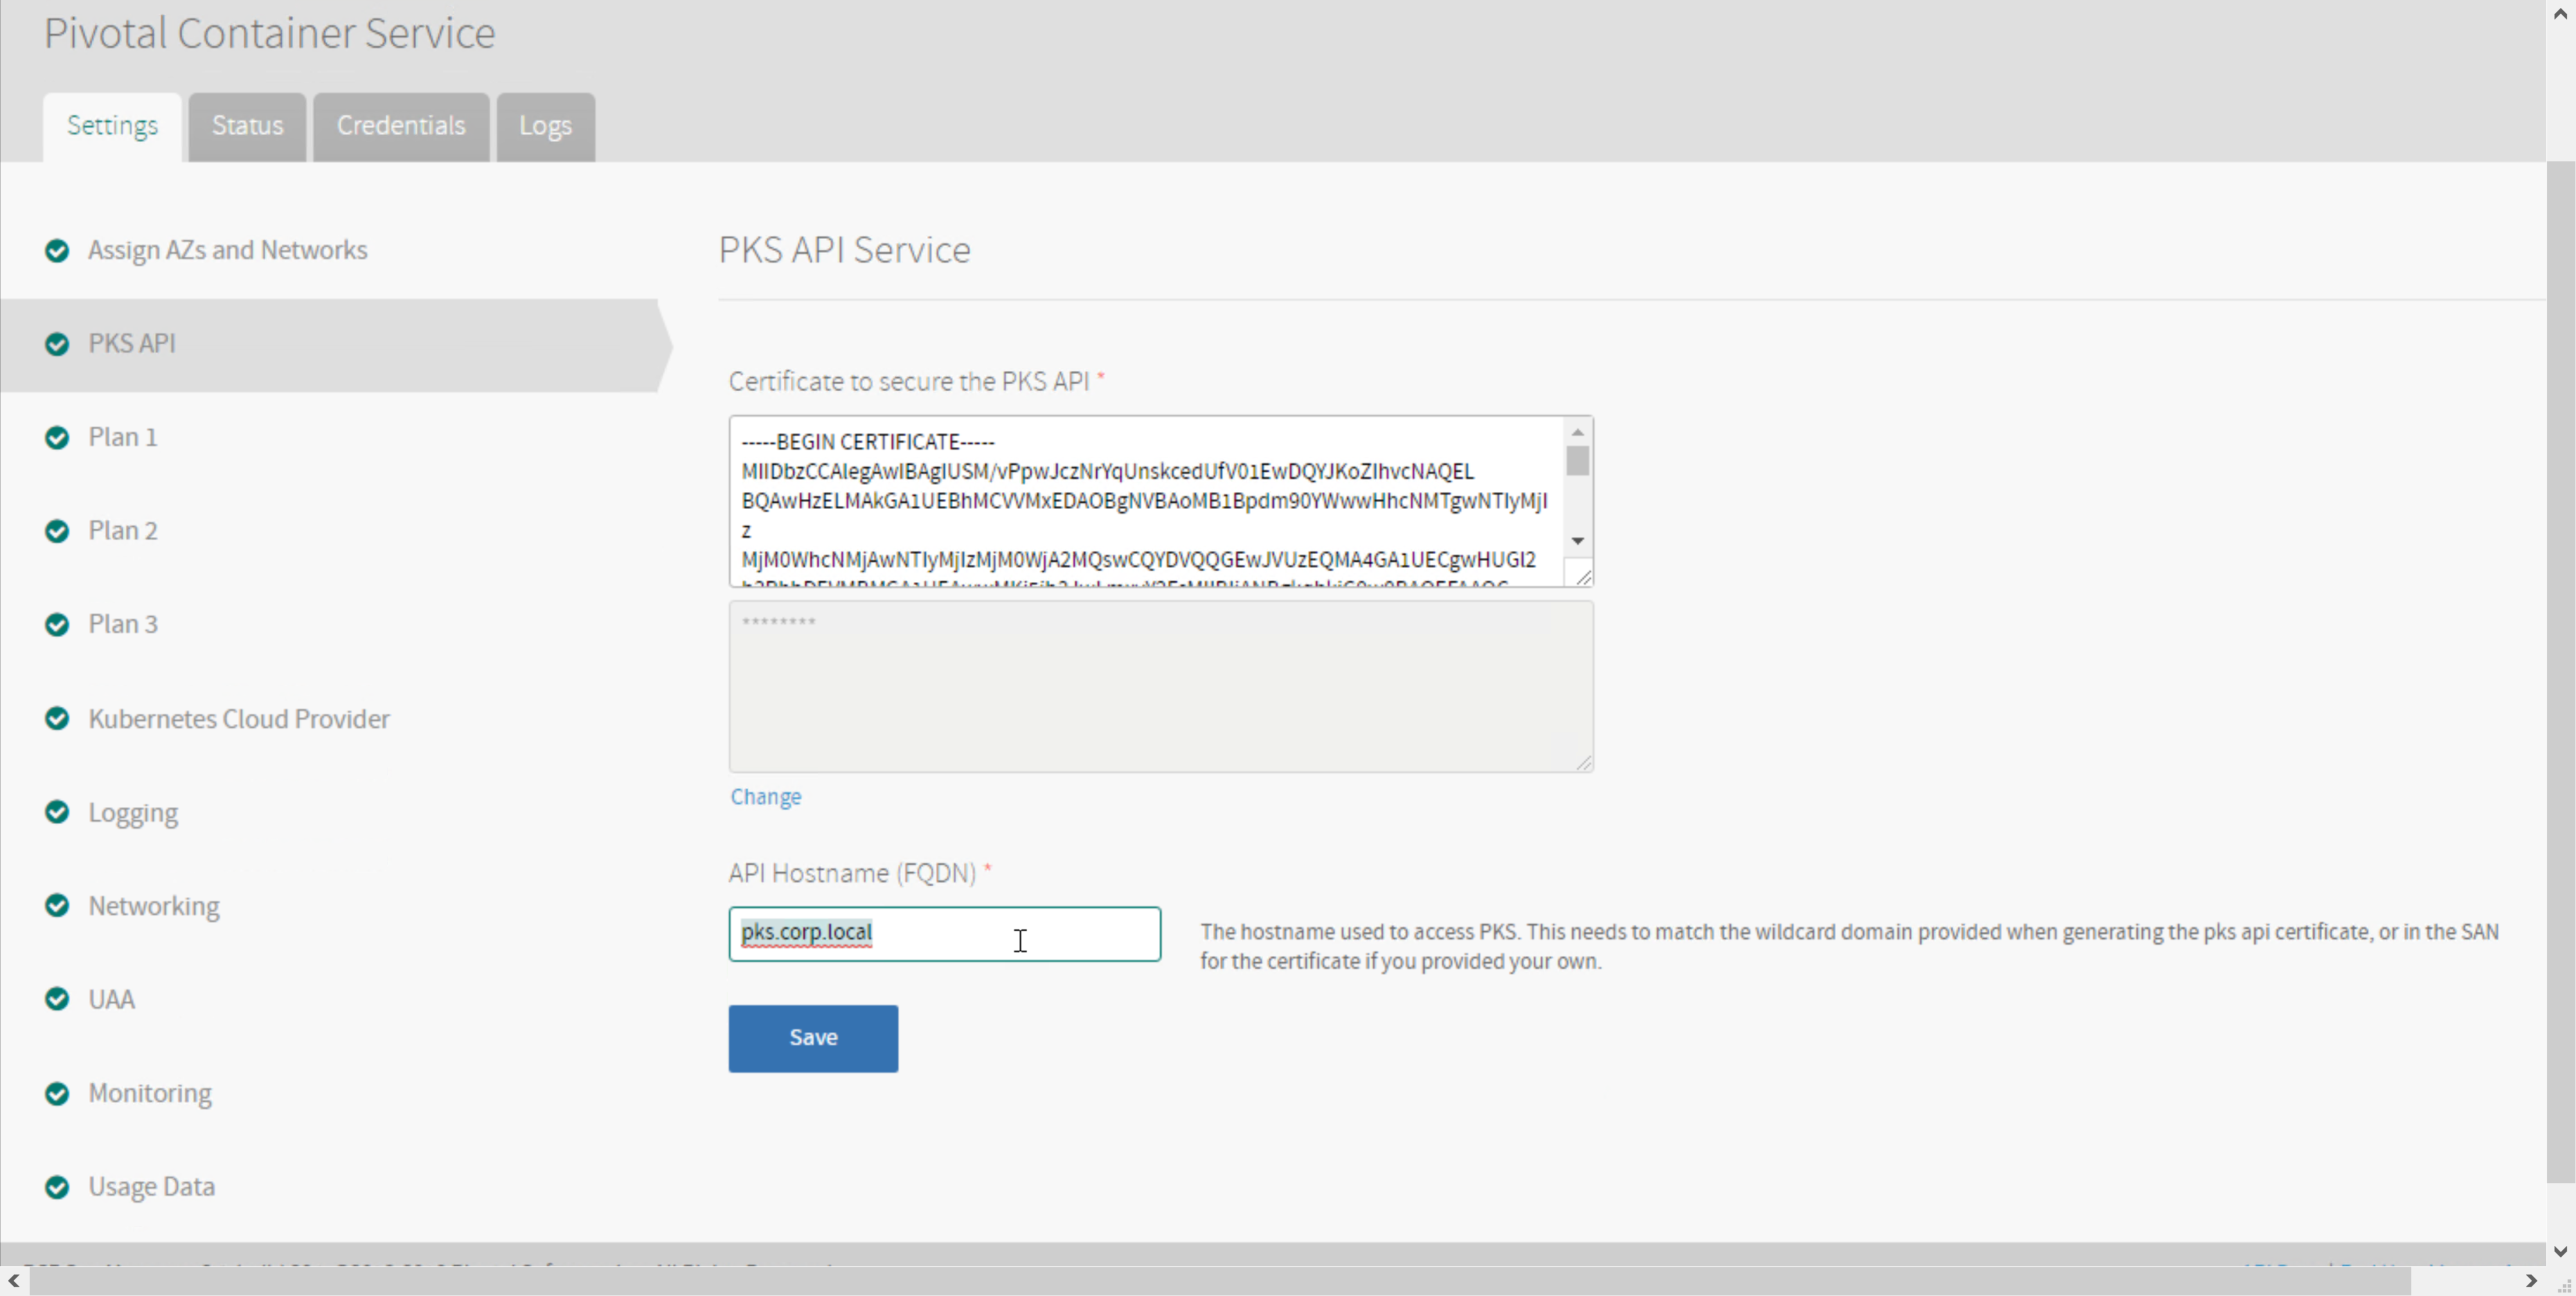 Pivotal Container Service
Settings
Status
Credentials
Logs
Assign AZs and Networks
PKS API
Plan 1
Plan 2
Plan 3
Kubernetes Cloud Provider
Logging
Networking
UAA
Monitoring
Usage Data
PKS API Service
Certificate to secure the PKS API *
-----BEGIN CERTIFICATE-----
MIIDbzCCAlegAwIBAgIUSM/vPpwJczNrYqUnskcedUfV01EwDQYJKoZIhvcNAQEL
BQAwHzELMAkGA1UEBhMCVVMxEDAOBgNVBAoMB1Bpdm90YWwwHhcNMTgwNTIyMjI
z
MjM0WhcNMjAwNTIyMjIzMjM0WjA2MQswCQYDVQQGEwJVUzEQMA4GA1UECgwHUGl2
********
Change
API Hostname (FQDN) *
pks.corp.local
The hostname used to access PKS. This needs to match the wildcard domain provided when generating the pks api certificate, or in the SAN
for the certificate if you provided your own.
Save